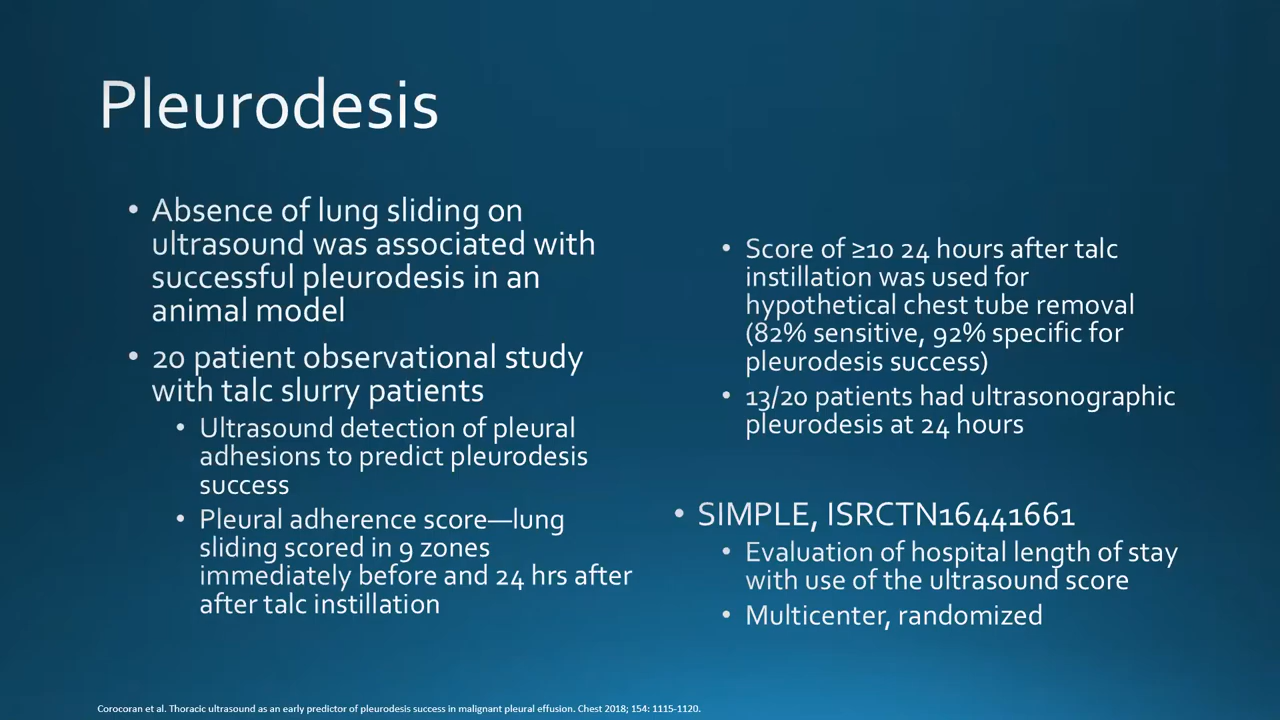 Pleurodesis
• Absence of lung sliding on
ultrasound was associated with
successful pleurodesis in an
animal model
• 20 patient observational study
with talc slurry patients
• Ultrasound detection of pleural
adhesions to predict pleurodesis
success
• Pleural adherence score—lung
sliding scored in 9 zones
immediately before and 24 hrs after
after talc instillation
• Score of ≥10 24 hours after talc
instillation was used for
hypothetical chest tube removal
(82% sensitive, 92% specific for
pleurodesis success)
• 13/20 patients had ultrasonographic
pleurodesis at 24 hours
• SIMPLE, ISRCTN16441661
• Evaluation of hospital length of stay
with use of the ultrasound score
• Multicenter, randomized
Corocoran et al. Thoracic ultrasound as an early predictor of pleurodesis success in malignant pleural effusion. Chest 2018; 154: 1115-1120.